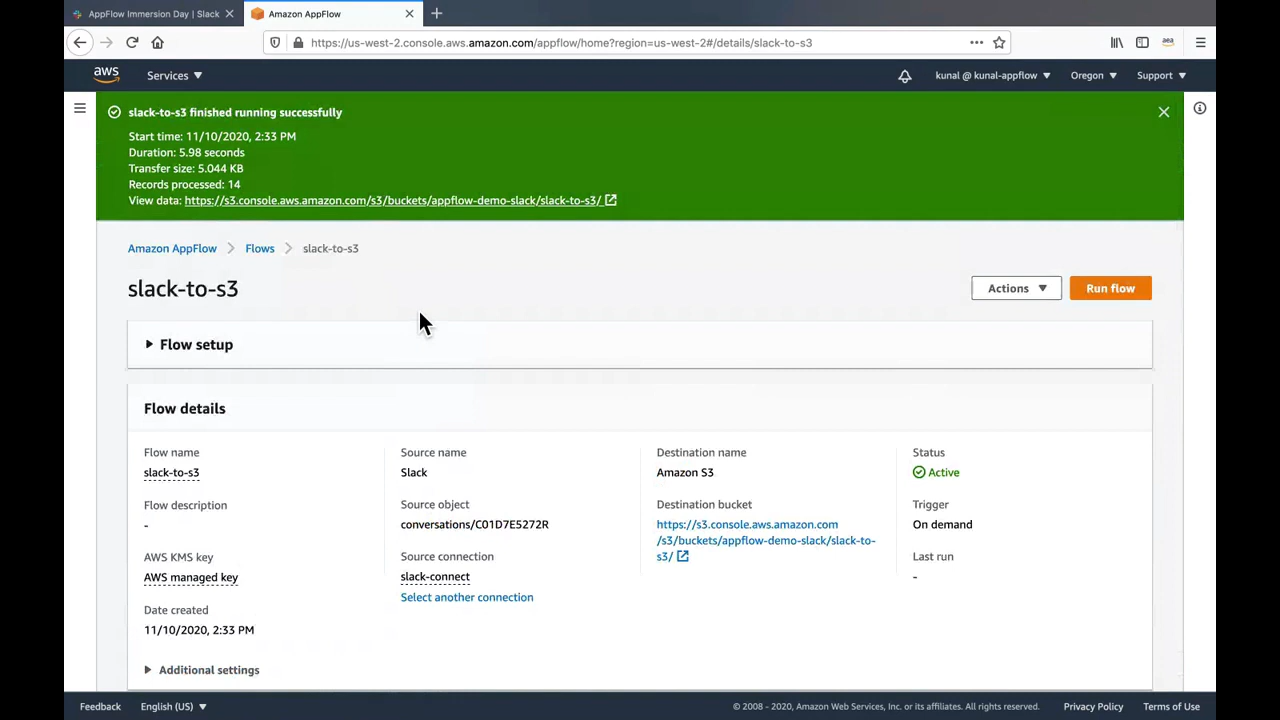 AppFlow Immersion Day | Slack
Amazon AppFlow
https://us-west-2.console.aws.amazon.com/appflow/home?region=us-west-2#/details/slack-to-s3
aws
Services
kunal @ kunal-appflow
Oregon
Support
slack-to-s3 finished running successfully
Start time: 11/10/2020, 2:33 PM
Duration: 5.98 seconds
Transfer size: 5.044 KB
Records processed: 14
View data: https://s3.console.aws.amazon.com/s3/buckets/appflow-demo-slack/slack-to-s3/
Amazon AppFlow
Flows
slack-to-s3
slack-to-s3
Actions
Run flow
Flow setup
Flow details
Flow name
slack-to-s3
Flow description
-
AWS KMS key
AWS managed key
Date created
11/10/2020, 2:33 PM
Source name
Slack
Source object
conversations/C01D7E5272R
Source connection
slack-connect
Select another connection
Destination name
Amazon S3
Destination bucket
https://s3.console.aws.amazon.com
/s3/buckets/appflow-demo-slack/slack-to-
s3/
Status
Active
Trigger
On demand
Last run
-
Additional settings
Feedback
English (US)
© 2008 - 2020, Amazon Web Services, Inc. or its affiliates. All rights reserved.
Privacy Policy
Terms of Use